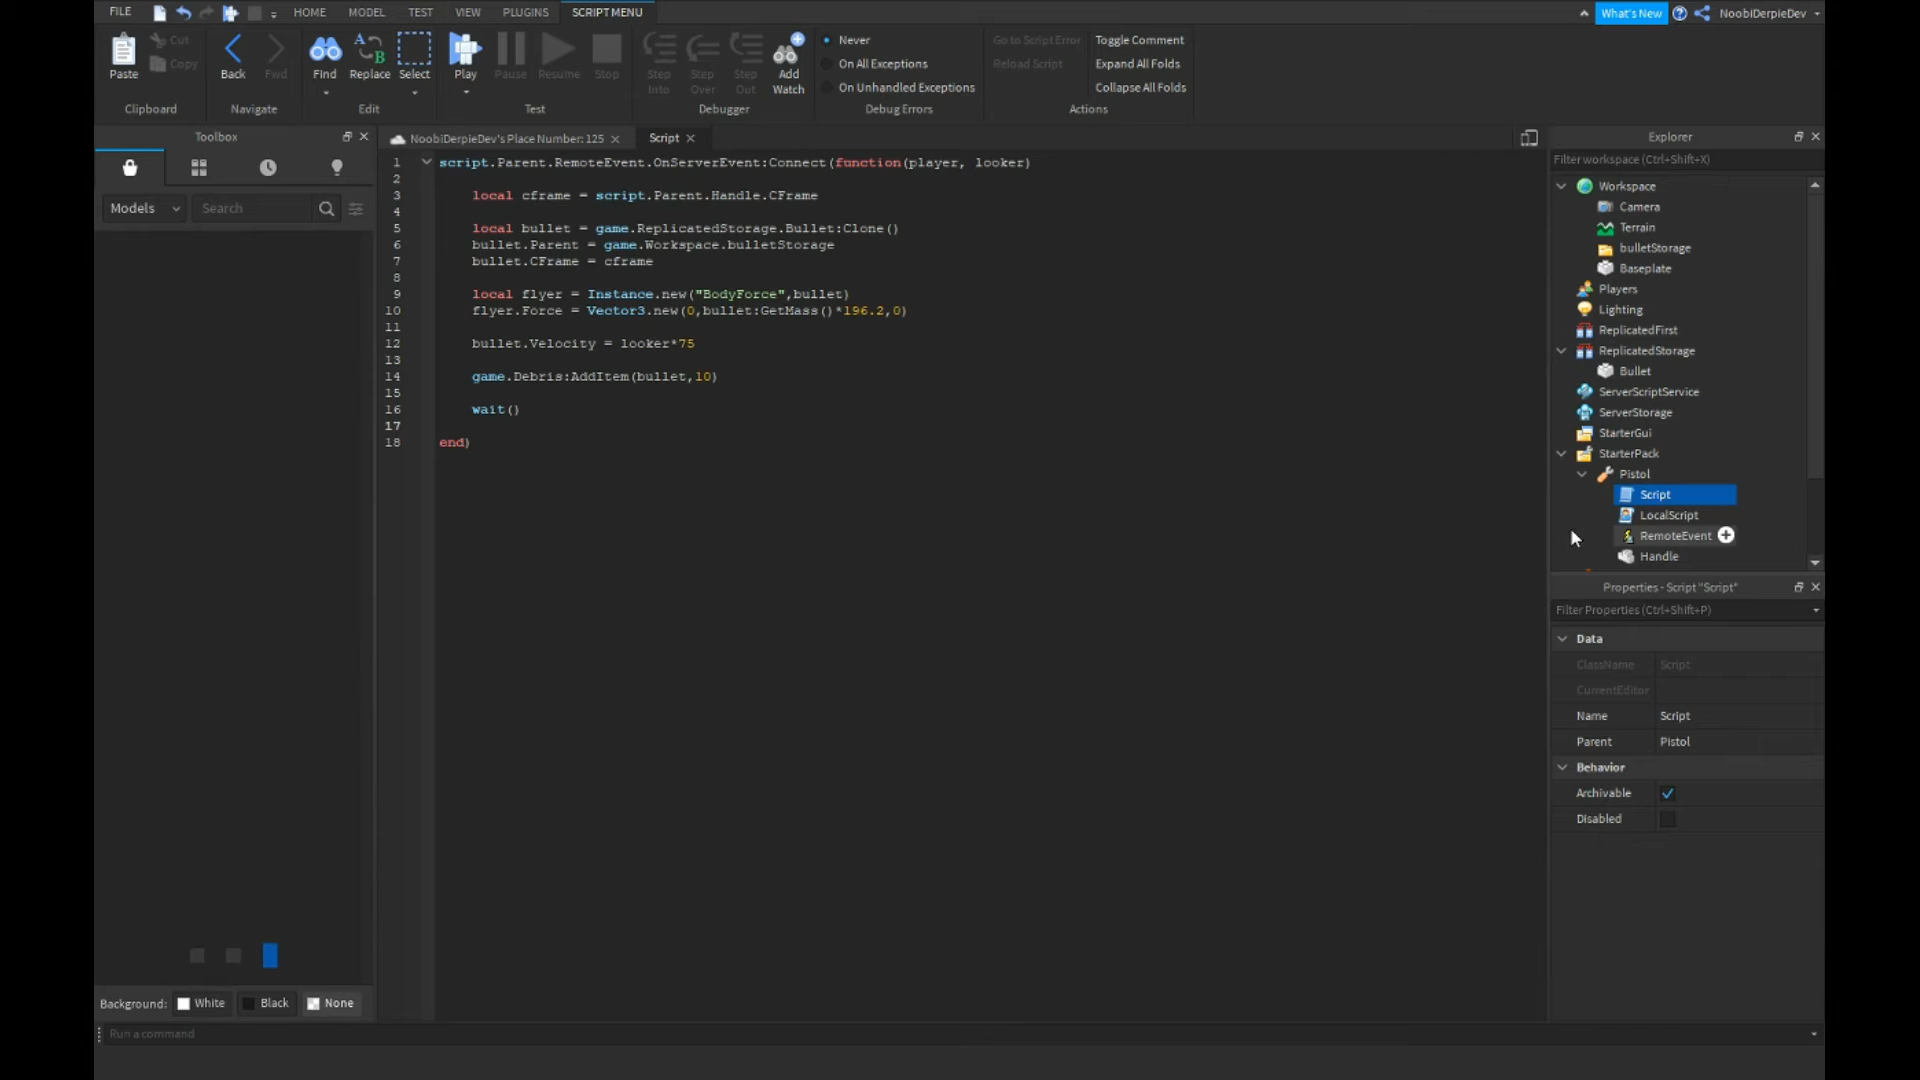 FILE HOME MODEL TEST VIEW PLUGINS SCRIPT MENU What's New NoobiDerpieDev
Paste Cut Copy
Clipboard
Back Fwd
Navigate
Find Replace Select
Edit
Play Pause Resume Stop
Test
Step Into Step Over Step Out Add Watch
Debugger
Never
On All Exceptions
On Unhandled Exceptions
Debug Errors
Go to Script Error
Reload Script
Toggle Comment
Expand All Folds
Collapse All Folds
Actions
Toolbox
Models Search
Background: White Black None
NoobiDerpieDev's Place Number: 125 Script
1 script.Parent.RemoteEvent.OnServerEvent:Connect(function(player, looker)
2
3 local cframe = script.Parent.Handle.CFrame
4
5 local bullet = game.ReplicatedStorage.Bullet:Clone()
6 bullet.Parent = game.Workspace.bulletStorage
7 bullet.CFrame = cframe
8
9 local flyer = Instance.new("BodyForce",bullet)
10 flyer.Force = Vector3.new(0,bullet:GetMass()*196.2,0)
11
12 bullet.Velocity = looker*75
13
14 game.Debris:AddItem(bullet,10)
15
16 wait()
17
18 end)
Explorer
Filter workspace (Ctrl+Shift+X)
Workspace
Camera
Terrain
bulletStorage
Baseplate
Players
Lighting
ReplicatedFirst
ReplicatedStorage
Bullet
ServerScriptService
ServerStorage
StarterGui
StarterPack
Pistol
Script
LocalScript
RemoteEvent
Handle
Properties - Script "Script"
Filter Properties (Ctrl+Shift+P)
Data
ClassName Script
CurrentEditor
Name Script
Parent Pistol
Behavior
Archivable
Disabled
Run a command